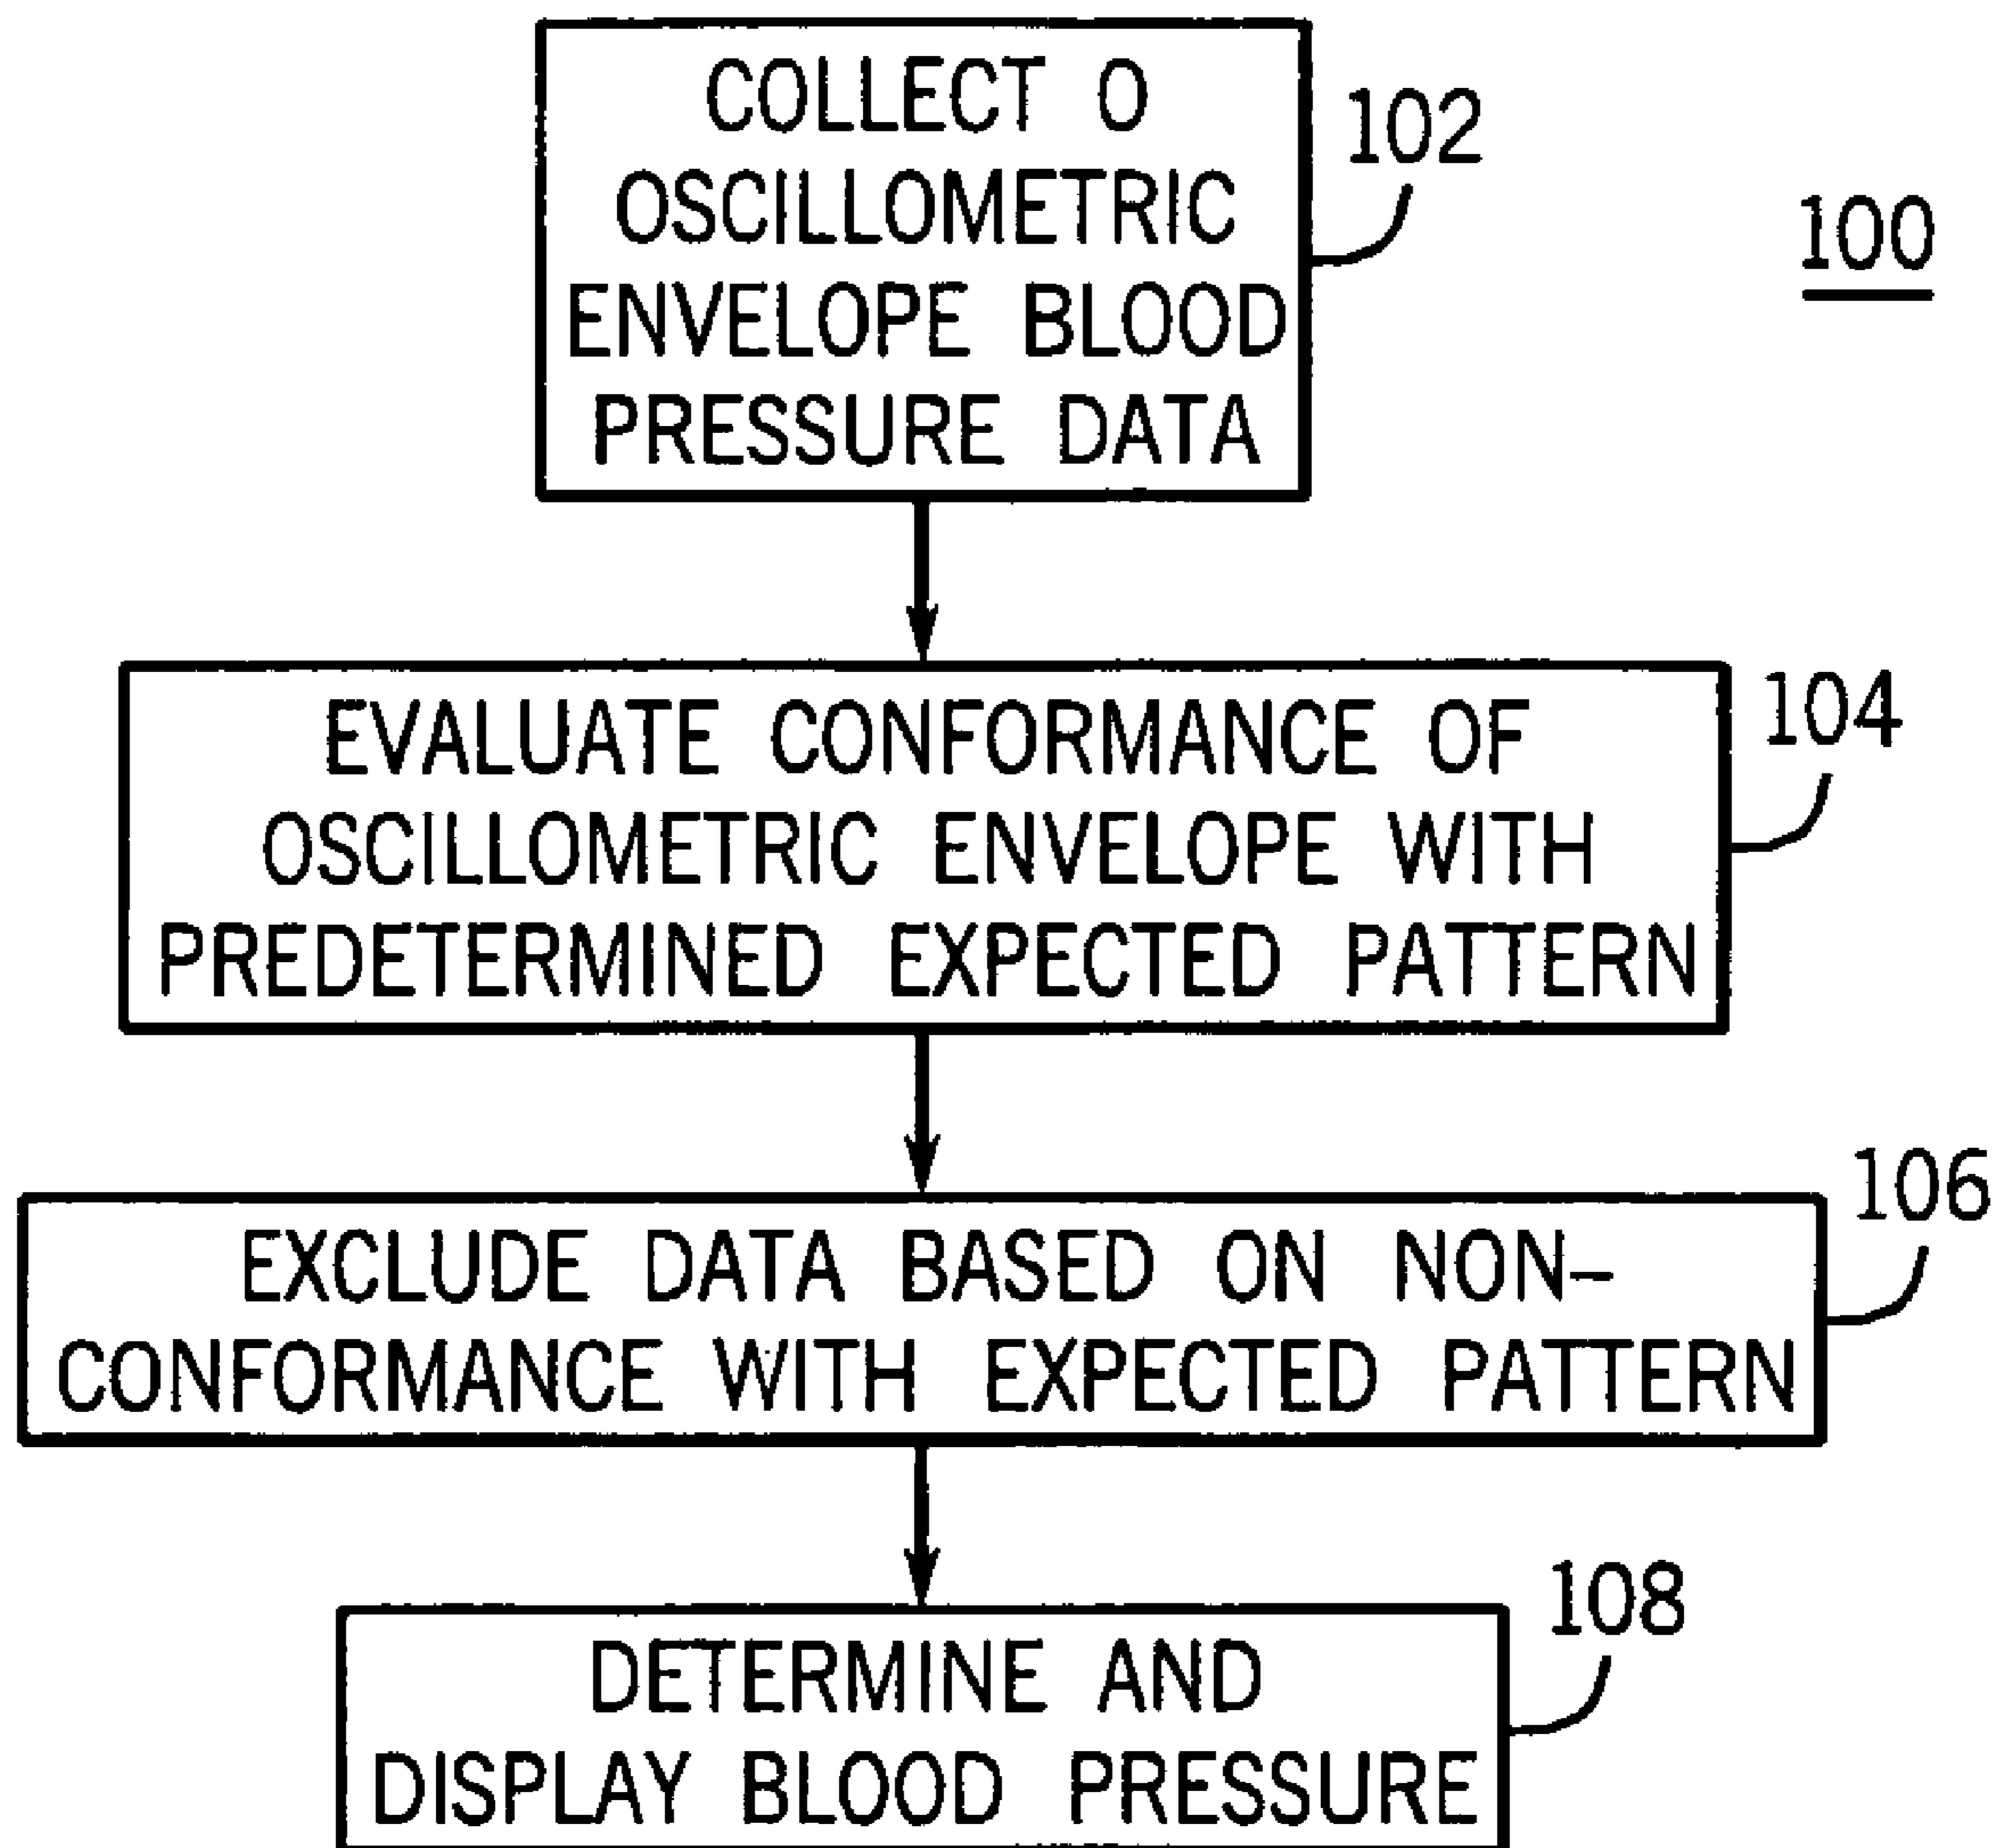 COLLECT O
OSCILLOMETRIC
ENVELOPE BLOOD
PRESSURE DATA
102
100
EVALUATE CONFORMANCE OF
OSCILLOMETRIC ENVELOPE WITH
PREDETERMINED EXPECTED PATTERN
104
EXCLUDE DATA BASED ON NON-
CONFORMANCE WITH EXPECTED PATTERN
106
DETERMINE AND
DISPLAY BLOOD PRESSURE
108